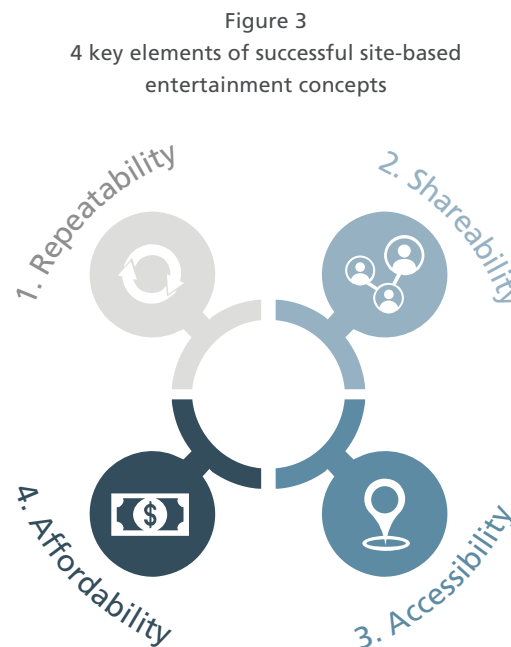 Figure 3
4 key elements of successful site-based
entertainment concepts
1. Repeatability
2. Shareability
$
4. Affordability
3. Accessibility